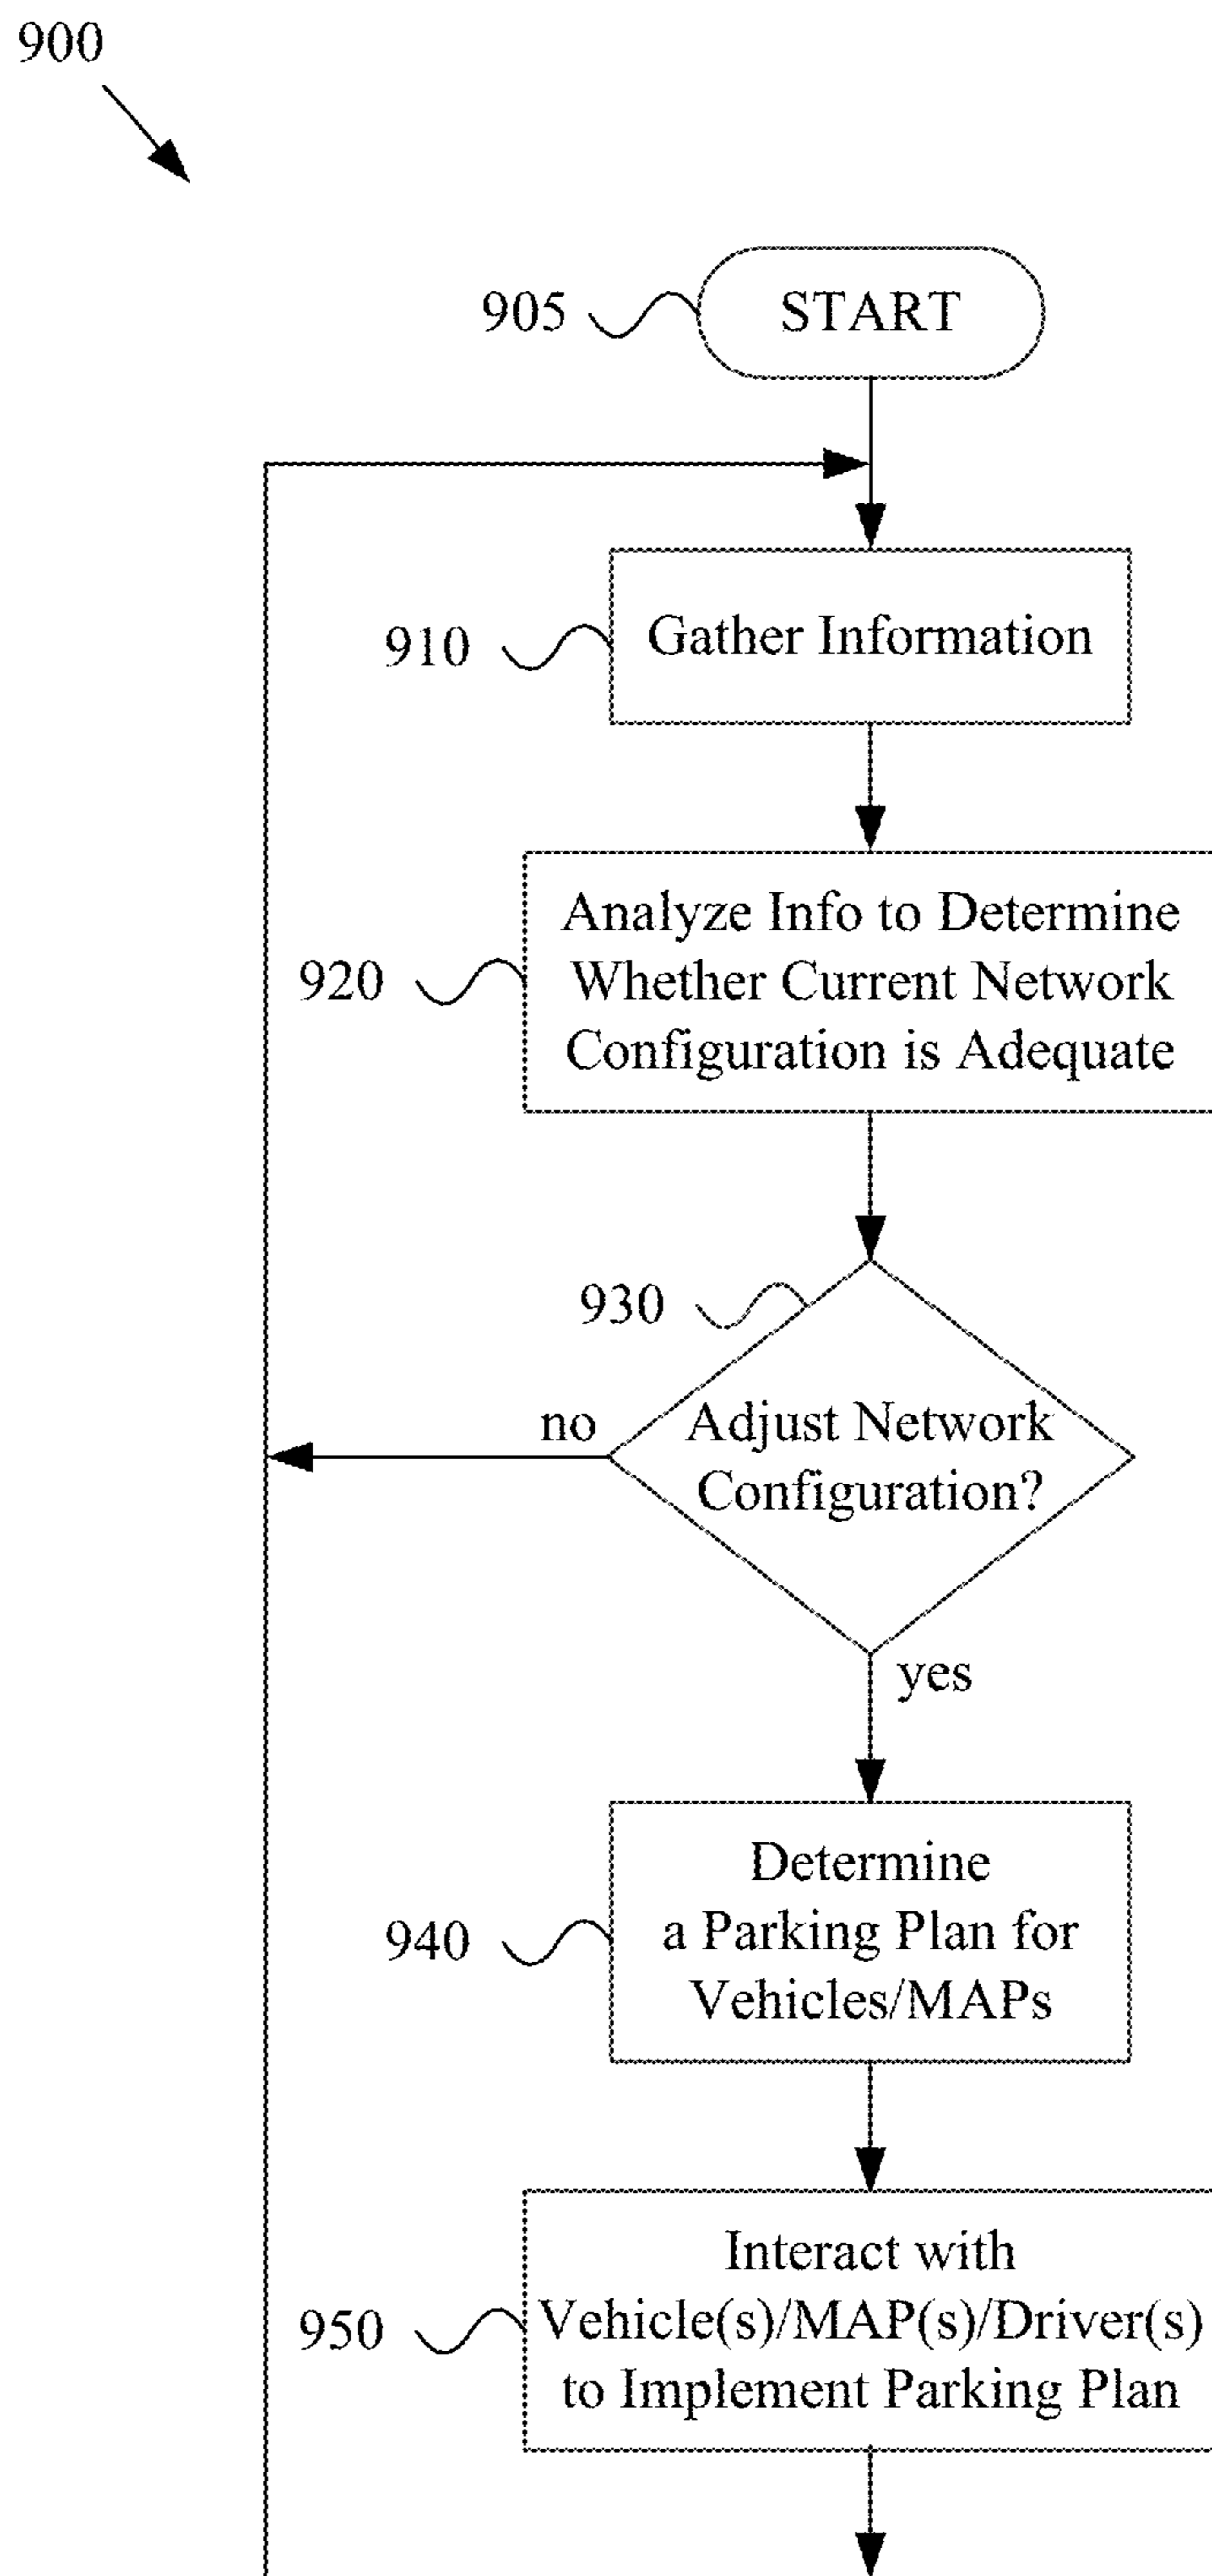 900
905
START
910
Gather Information
920
Analyze Info to Determine
Whether Current Network
Configuration is Adequate
930
no
Adjust Network
Configuration?
yes
940
Determine
a Parking Plan for
Vehicles/MAPs
950
Interact with
Vehicle(s)/MAP(s)/Driver(s)
to Implement Parking Plan